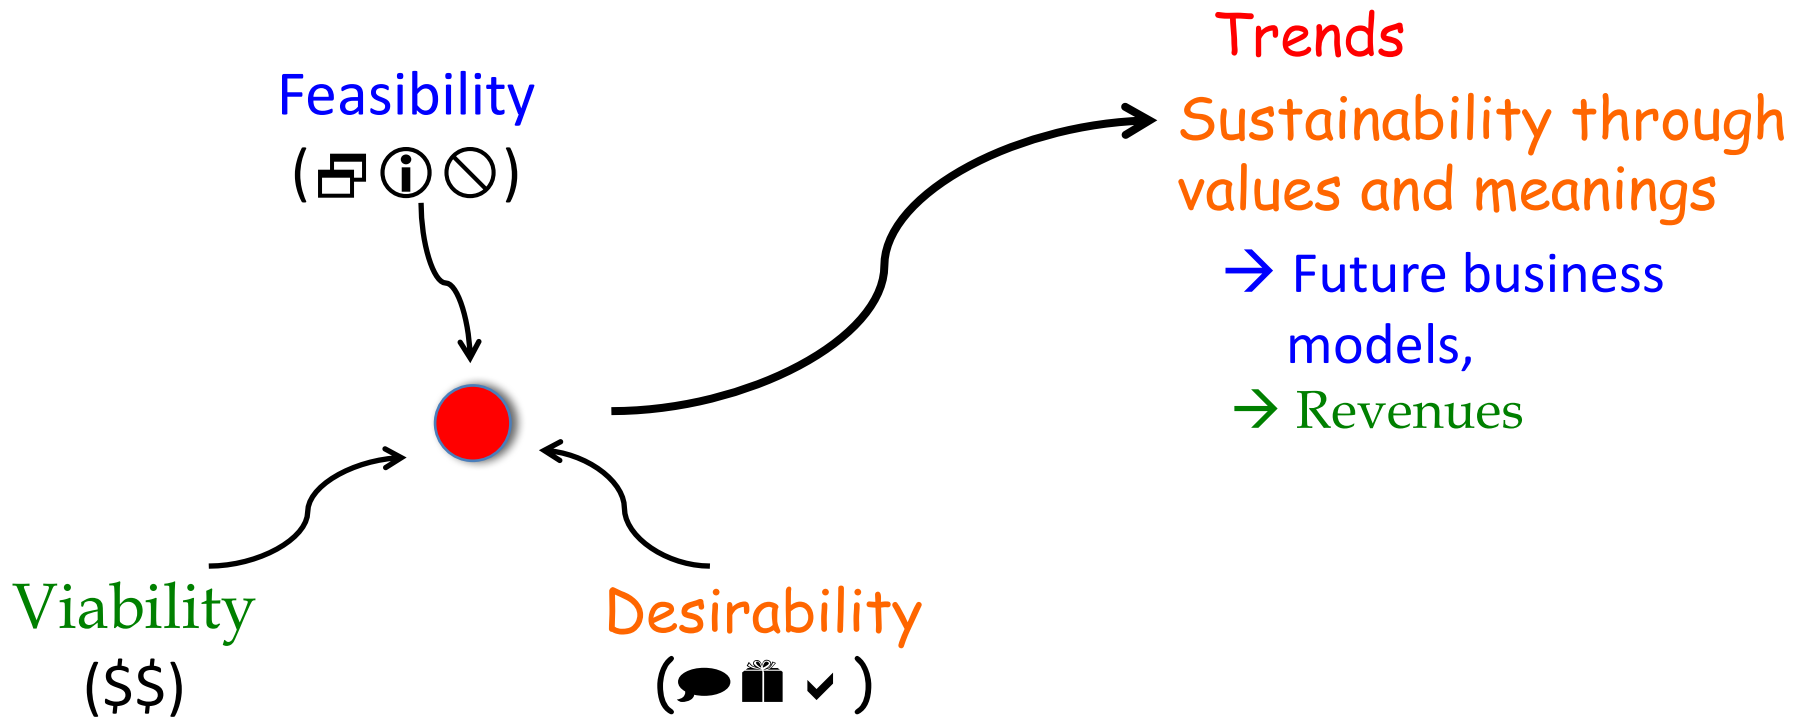 Trends
Feasibility
Sustainability through
values and meanings
→ Future business
models,
→ Revenues
Viability
($$)
Desirability